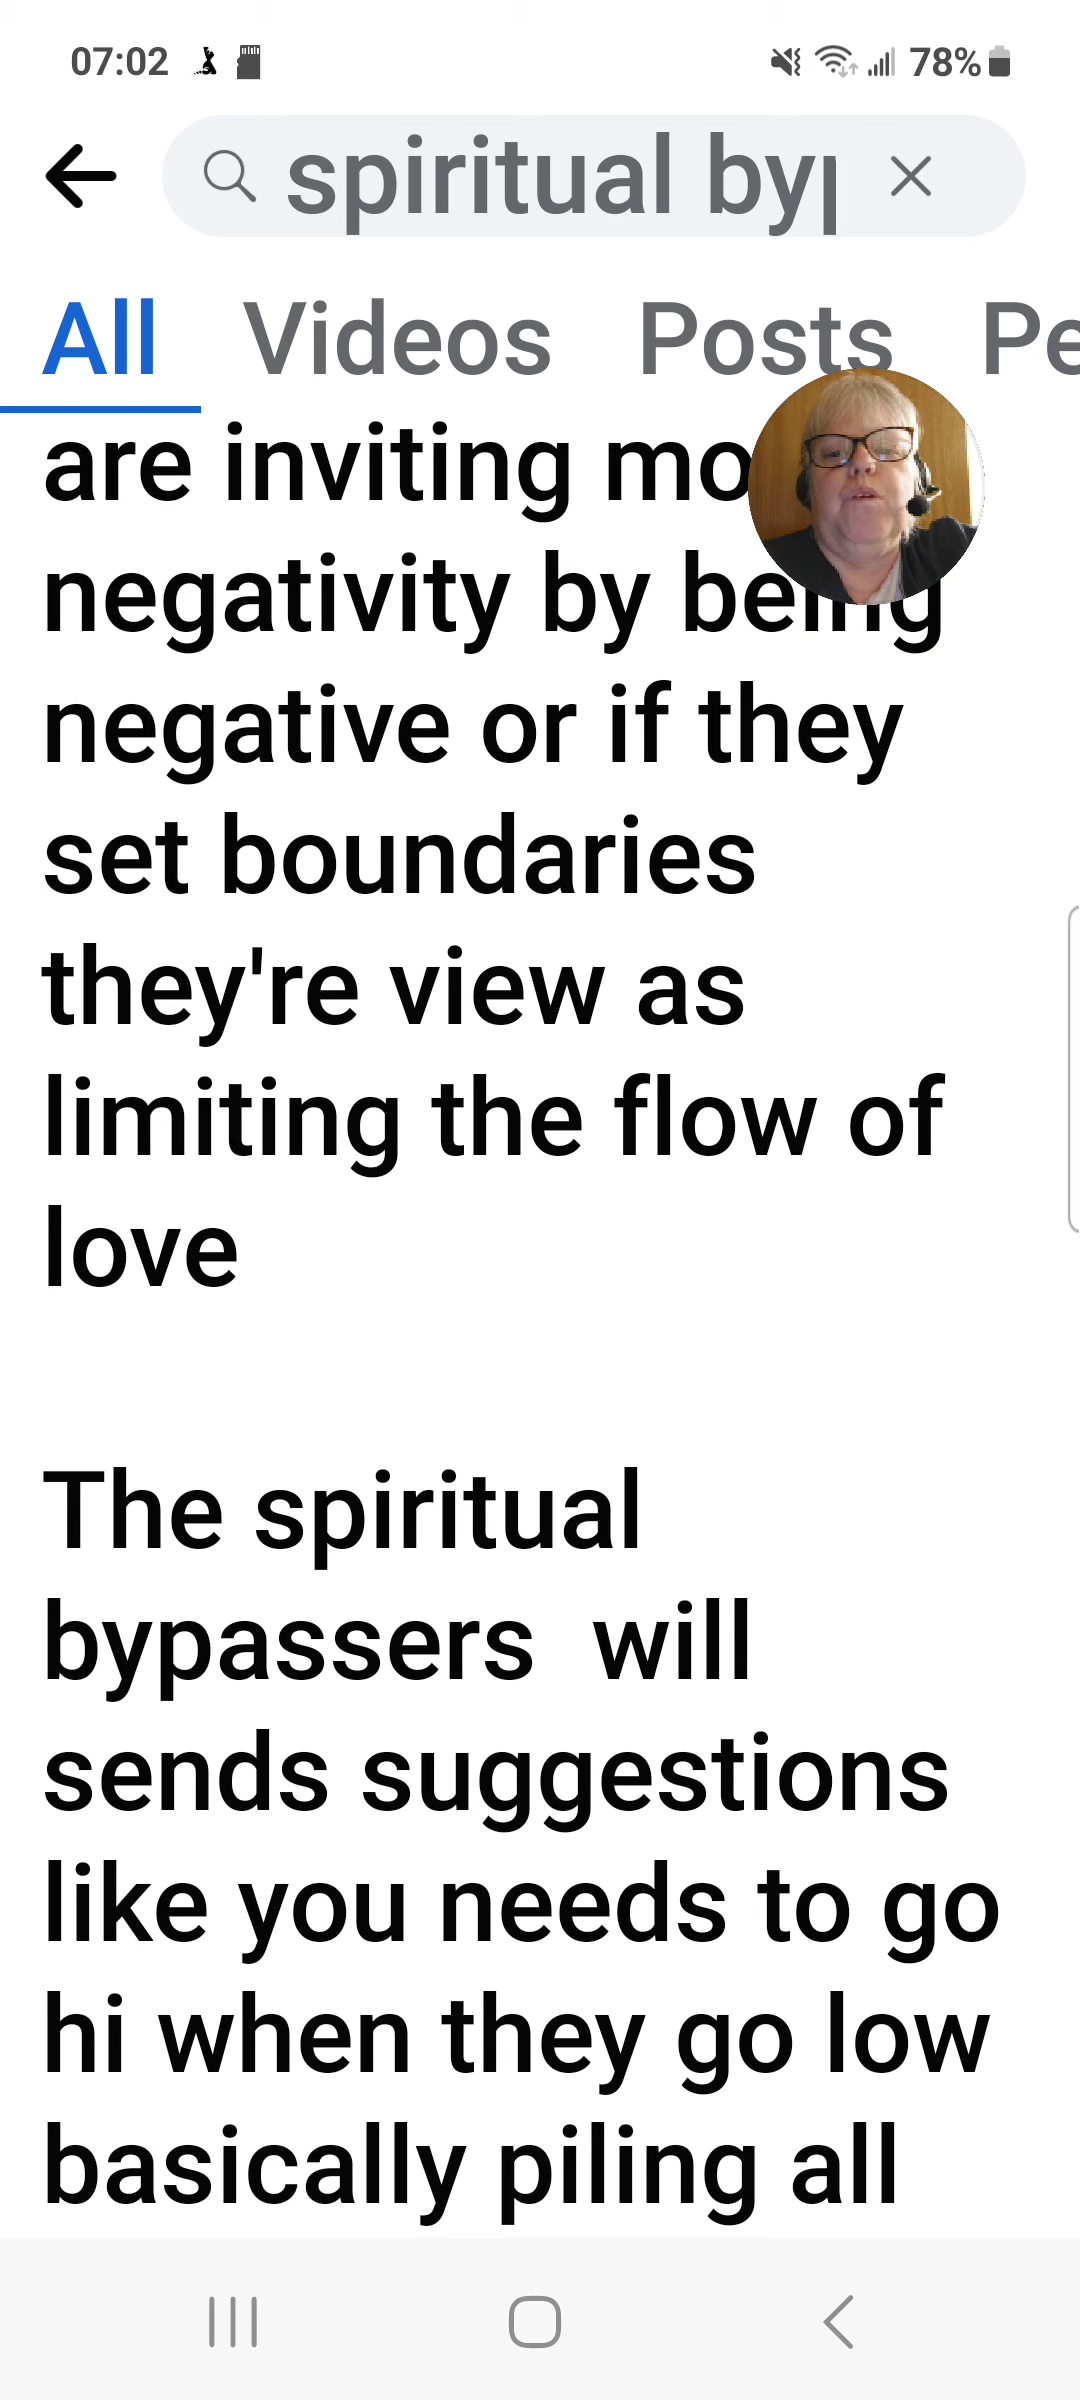 07:02 78%
spiritual byp
All Videos Posts Pe
are inviting mo
negativity by being
negative or if they
set boundaries
they're view as
limiting the flow of
love
The spiritual
bypassers will
sends suggestions
like you needs to go
hi when they go low
basically piling all